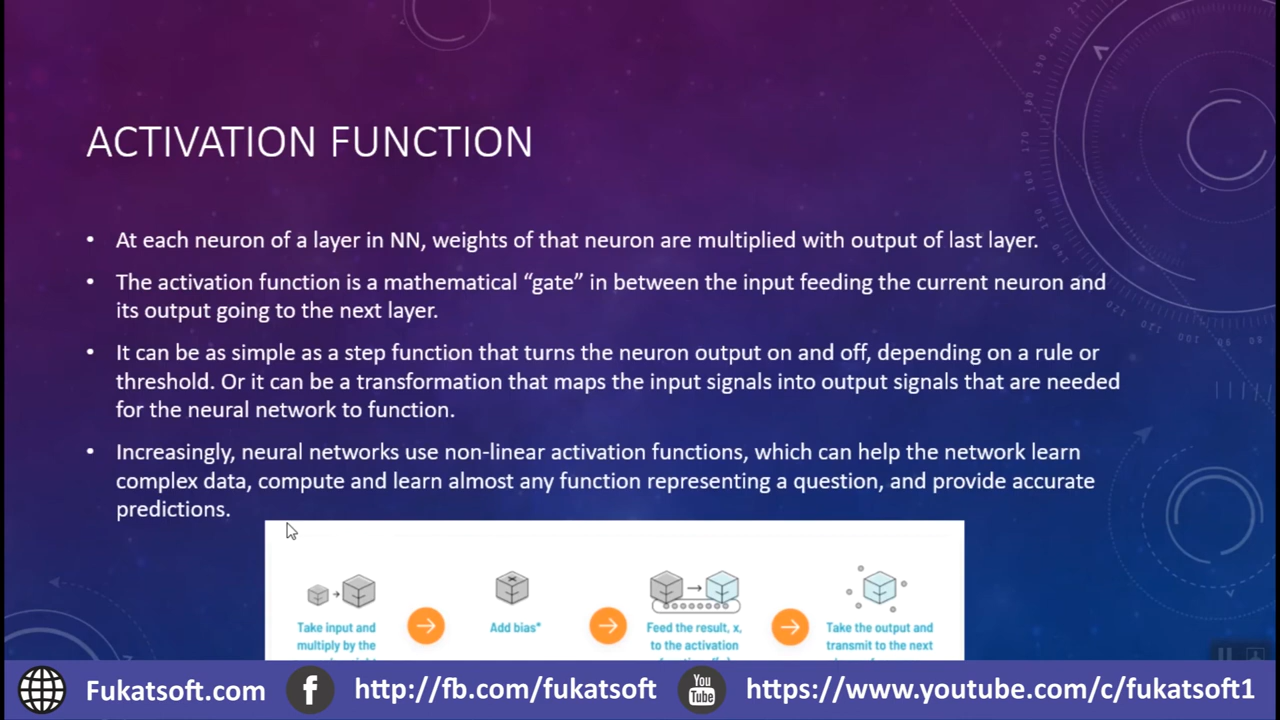 ACTIVATION FUNCTION
• At each neuron of a layer in NN, weights of that neuron are multiplied with output of last layer.
• The activation function is a mathematical “gate” in between the input feeding the current neuron and
its output going to the next layer.
• It can be as simple as a step function that turns the neuron output on and off, depending on a rule or
threshold. Or it can be a transformation that maps the input signals into output signals that are needed
for the neural network to function.
• Increasingly, neural networks use non-linear activation functions, which can help the network learn
complex data, compute and learn almost any function representing a question, and provide accurate
predictions.
Take input and
multiply by the
Add bias*
Feed the result, x,
to the activation
Take the output and
transmit to the next
Fukatsoft.com
http://fb.com/fukatsoft
You
Tube
https://www.youtube.com/c/fukatsoft1